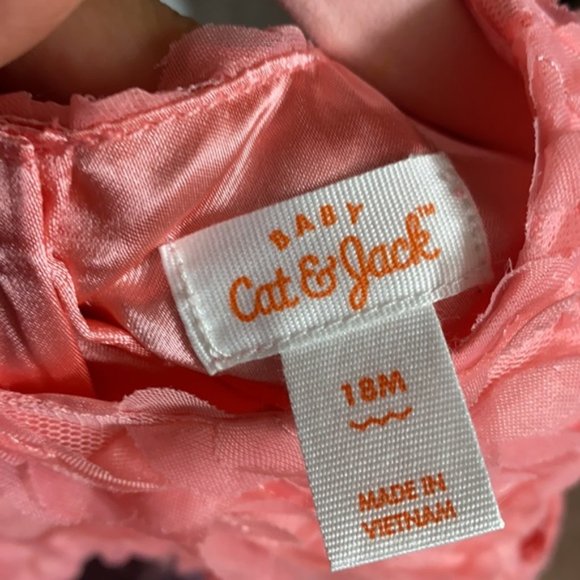 BABY
Cat & Jack™
18M
MADE IN
VIETNAM